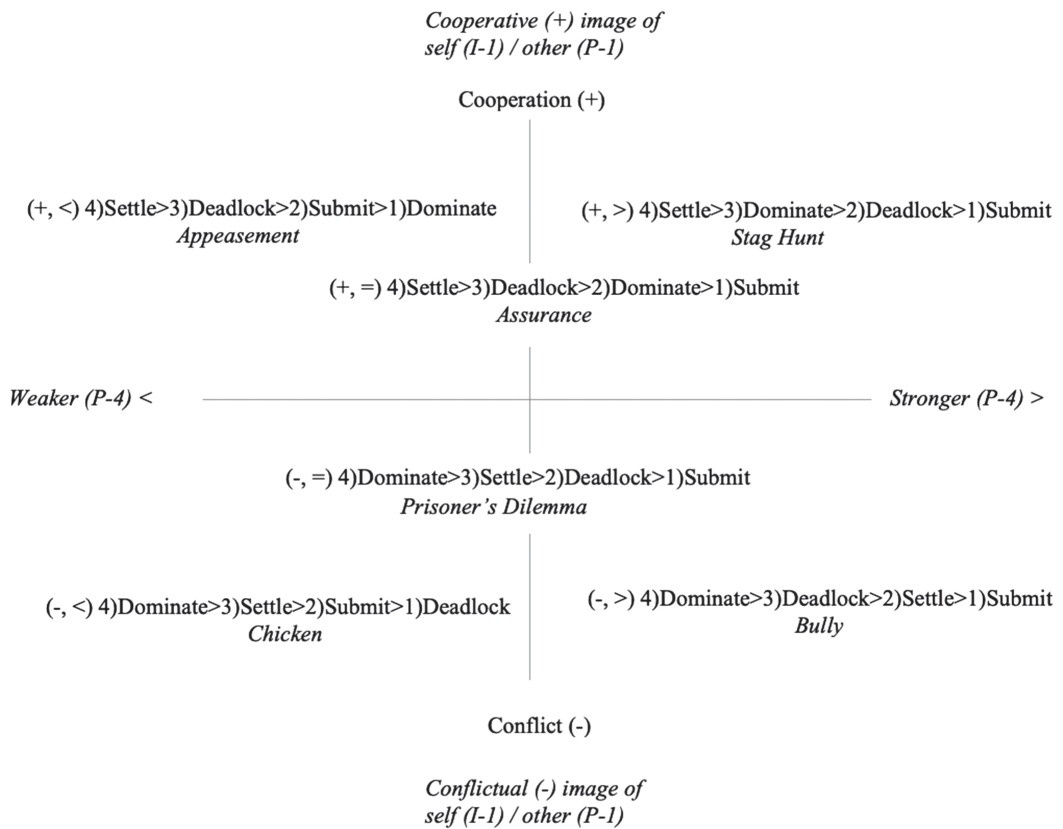 Cooperative (+) image of
self (I-1) / other (P-1)
Cooperation (+)
(+, <) 4)Settle>3)Deadlock>2)Submit>1)Dominate
Appeasement
(+, >) 4)Settle>3)Dominate>2)Deadlock>1)Submit
Stag Hunt
(+, =) 4)Settle>3)Deadlock>2)Dominate>1)Submit
Assurance
Weaker (P-4) <
Stronger (P-4) >
(-, =) 4)Dominate>3)Settle>2)Deadlock>1)Submit
Prisoner's Dilemma
(-, <) 4)Dominate>3)Settle>2)Submit>1)Deadlock
Chicken
(-, >) 4)Dominate>3)Deadlock>2)Settle>1)Submit
Bully
Conflict (-)
Conflictual (-) image of
self (I-1) / other (P-1)